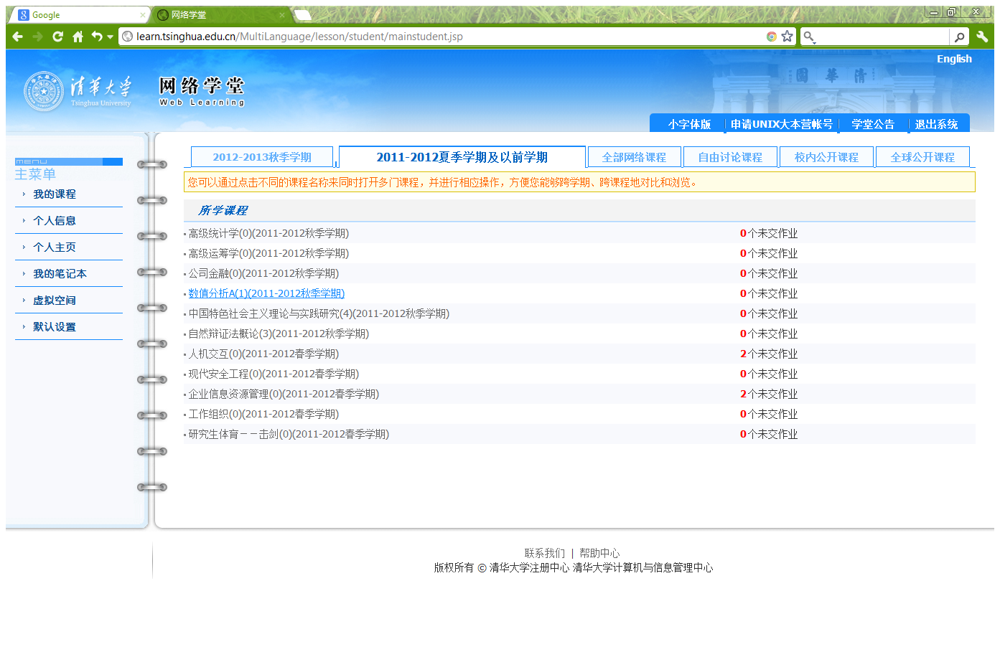 Google
网络学堂
learn.tsinghua.edu.cn/MultiLanguage/lesson/student/mainstudent.jsp
English
清華大学
Tsinghua University
网络学堂
Web Learning
清華園
小字体版 | 申请UNIX大本营帐号 | 学堂公告 | 退出系统
MENU
主菜单
我的课程
个人信息
个人主页
我的笔记本
虚拟空间
默认设置
2012-2013秋季学期 2011-2012夏季学期及以前学期 全部网络课程 自由讨论课程 校内公开课程 全球公开课程
您可以通过点击不同的课程名称来同时打开多门课程，并进行相应操作，方便您能够跨学期、跨课程地对比和浏览。
所学课程
高级统计学(0)(2011-2012秋季学期) 0个未交作业
高级运筹学(0)(2011-2012秋季学期) 0个未交作业
公司金融(0)(2011-2012秋季学期) 0个未交作业
数值分析A(1)(2011-2012秋季学期) 0个未交作业
中国特色社会主义理论与实践研究(4)(2011-2012秋季学期) 0个未交作业
自然辩证法概论(3)(2011-2012秋季学期) 0个未交作业
人机交互(0)(2011-2012春季学期) 2个未交作业
现代安全工程(0)(2011-2012春季学期) 0个未交作业
企业信息资源管理(0)(2011-2012春季学期) 2个未交作业
工作组织(0)(2011-2012春季学期) 0个未交作业
研究生体育－－击剑(0)(2011-2012春季学期) 0个未交作业
联系我们 | 帮助中心
版权所有 © 清华大学注册中心 清华大学计算机与信息管理中心